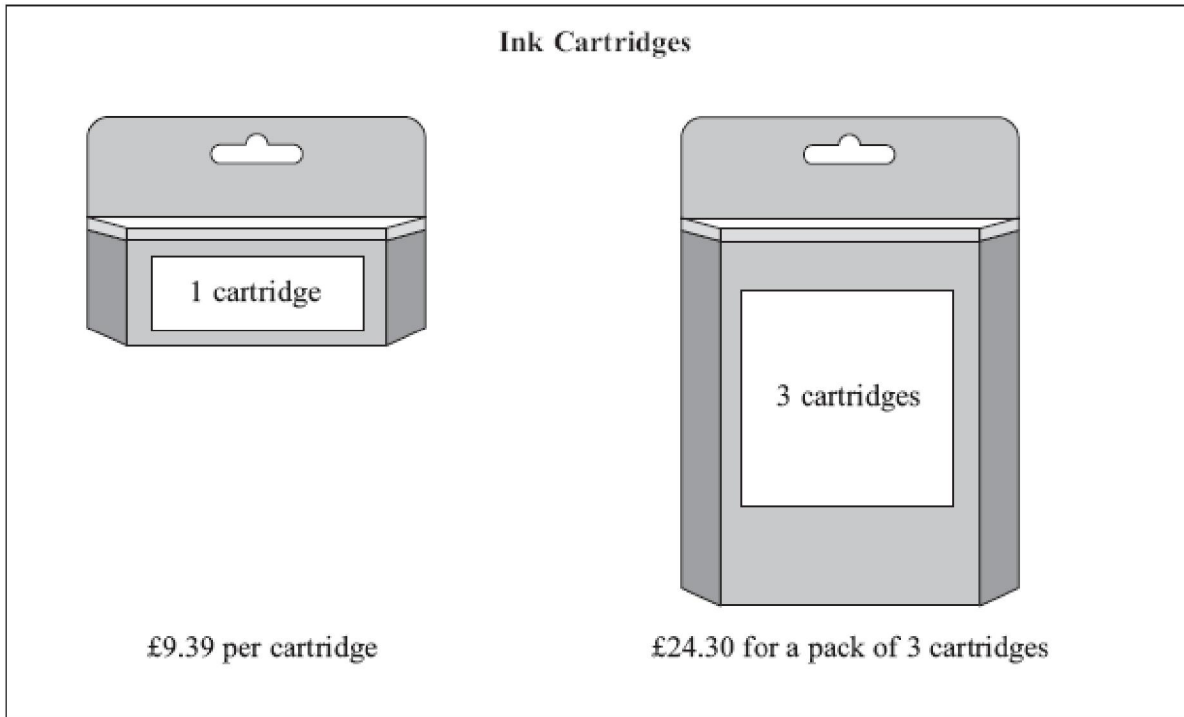 Ink Cartridges
1 cartridge
3 cartridges
£9.39 per cartridge
£24.30 for a pack of 3 cartridges